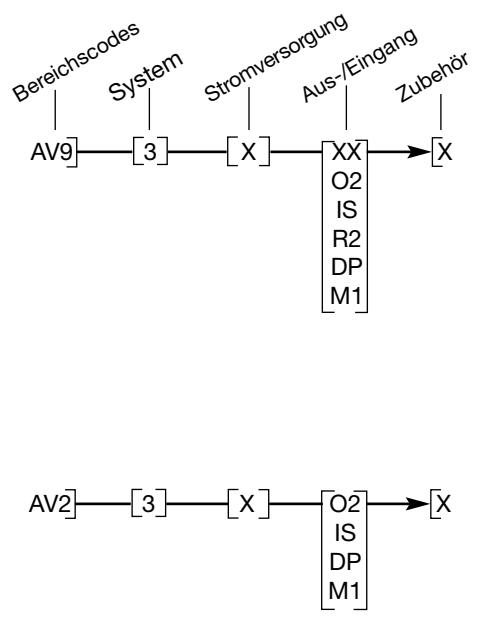 Bereichscodes System Stromversorgung Aus-/Eingang Zubehör
AV9] [3] [X] [XX] [X
O2
IS
R2
DP
M1
AV2] [3] [X] [O2] [X
IS
DP
M1